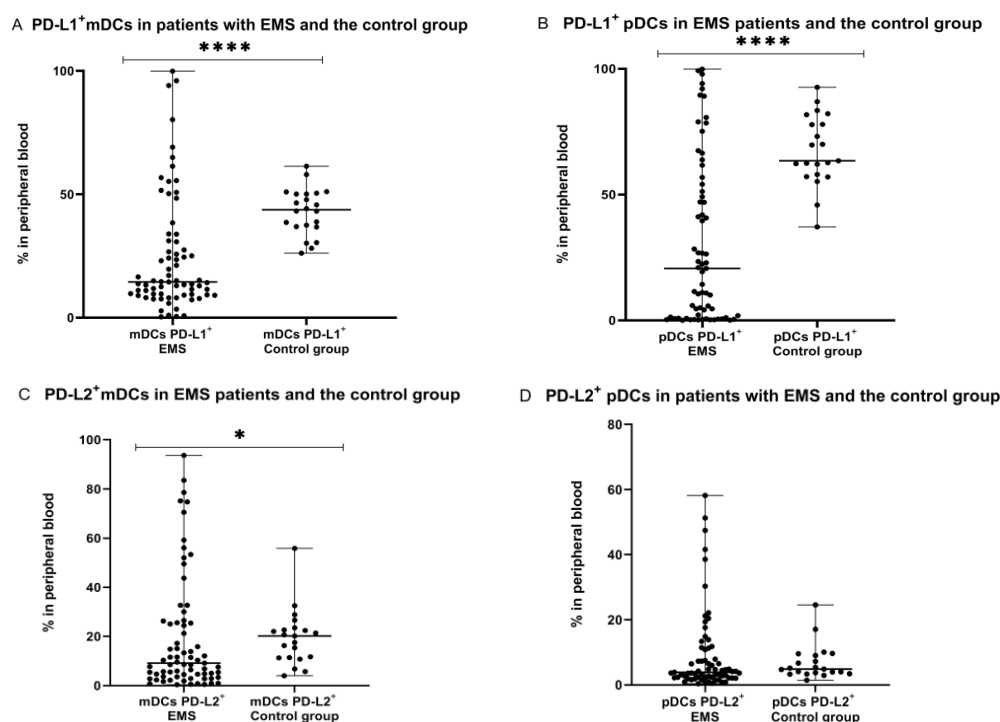 A PD-L1⁺mDCs in patients with EMS and the control group
****
% in peripheral blood
100
50
0
mDCs PD-L1⁺
EMS
mDCs PD-L1⁺
Control group
B PD-L1⁺ pDCs in EMS patients and the control group
****
% in peripheral blood
100
50
0
pDCs PD-L1⁺
EMS
pDCs PD-L1⁺
Control group
C PD-L2⁺mDCs in EMS patients and the control group
*
% in peripheral blood
100
80
60
40
20
0
mDCs PD-L2⁺
EMS
mDCs PD-L2⁺
Control group
D PD-L2⁺ pDCs in patients with EMS and the control group
% in peripheral blood
80
60
40
20
0
pDCs PD-L2⁺
EMS
pDCs PD-L2⁺
Control group